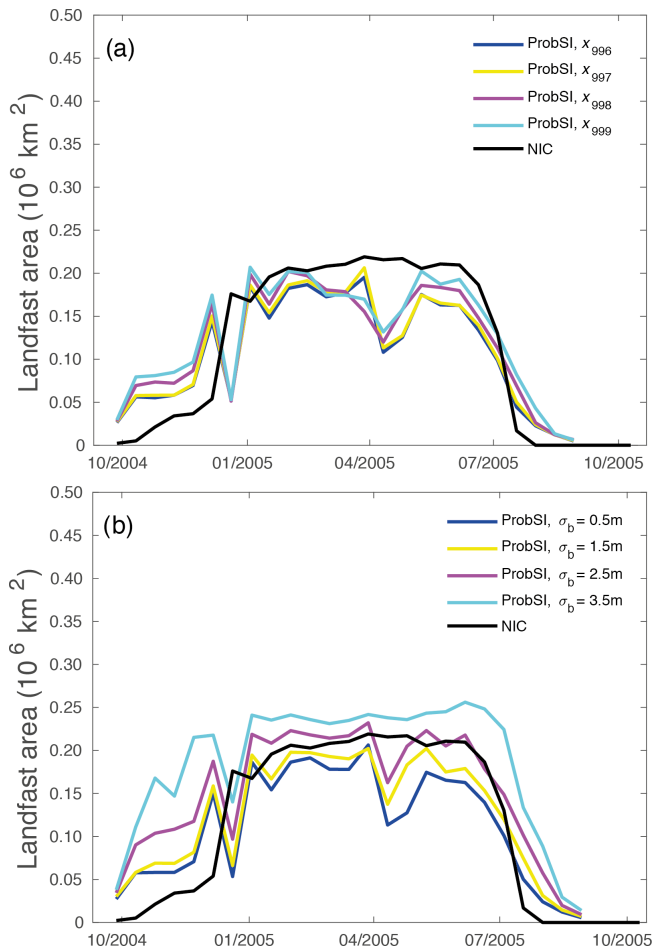 0.50
0.45
0.40
0.35
0.30
0.25
0.20
0.15
0.10
0.05
0
Landfast area (10⁶ km ²)
(a)
ProbSI, x₉₉₆
ProbSI, x₉₉₇
ProbSI, x₉₉₈
ProbSI, x₉₉₉
NIC
10/2004 01/2005 04/2005 07/2005 10/2005
0.50
0.45
0.40
0.35
0.30
0.25
0.20
0.15
0.10
0.05
0
Landfast area (10⁶ km ²)
(b)
ProbSI, σ_b = 0.5m
ProbSI, σ_b = 1.5m
ProbSI, σ_b = 2.5m
ProbSI, σ_b = 3.5m
NIC
10/2004 01/2005 04/2005 07/2005 10/2005